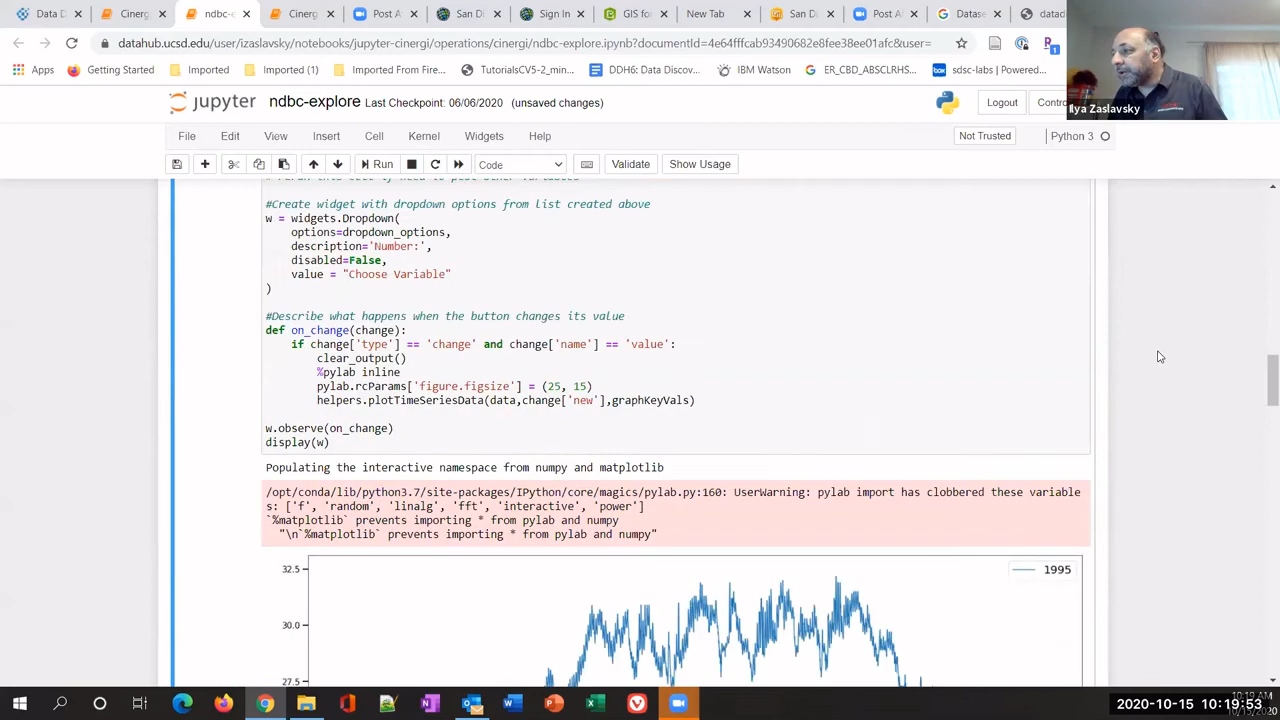 Data D
ndbc-e
Cinerg
Post A
San Di
Sign In
GIS for
New Tab
San Di
Post Al
Datase
datadi
datahub.ucsd.edu/user/izaslavsky/notebooks/jupyter-cinergi/operations/cinergi/ndbc-explore.ipynb?documentId=4e64fffcab93490682e8fee38ee01afc&user=
Apps
Getting Started
Imported
Imported (1)
Imported From Fire...
TutorialsCV5-2_min...
DDH6: Data Discov...
IBM Watson
ER_CBD_ABSCLRHS...
box
sdsc-labs | Powered...
Ilya Zaslavsky
jupyter
ndbc-explore Last Checkpoint: 06/06/2020 (unsaved changes)
Logout
Contro
File
Edit
View
Insert
Cell
Kernel
Widgets
Help
Not Trusted
Python 3
Run
Code
Validate
Show Usage
#Create widget with dropdown options from list created above
w = widgets.Dropdown(
options=dropdown_options,
description='Number:',
disabled=False,
value = "Choose Variable"
)
#Describe what happens when the button changes its value
def on_change(change):
if change['type'] == 'change' and change['name'] == 'value':
clear_output()
%pylab inline
pylab.rcParams['figure.figsize'] = (25, 15)
helpers.plotTimeSeriesData(data,change['new'],graphKeyVals)
w.observe(on_change)
display(w)
Populating the interactive namespace from numpy and matplotlib
/opt/conda/lib/python3.7/site-packages/IPython/core/magics/pylab.py:160: UserWarning: pylab import has clobbered these variable
s: ['f', 'random', 'linalg', 'fft', 'interactive', 'power']
`%matplotlib` prevents importing * from pylab and numpy
"\n`%matplotlib` prevents importing * from pylab and numpy"
32.5
1995
30.0
27.5
2020-10-15 10:19:53